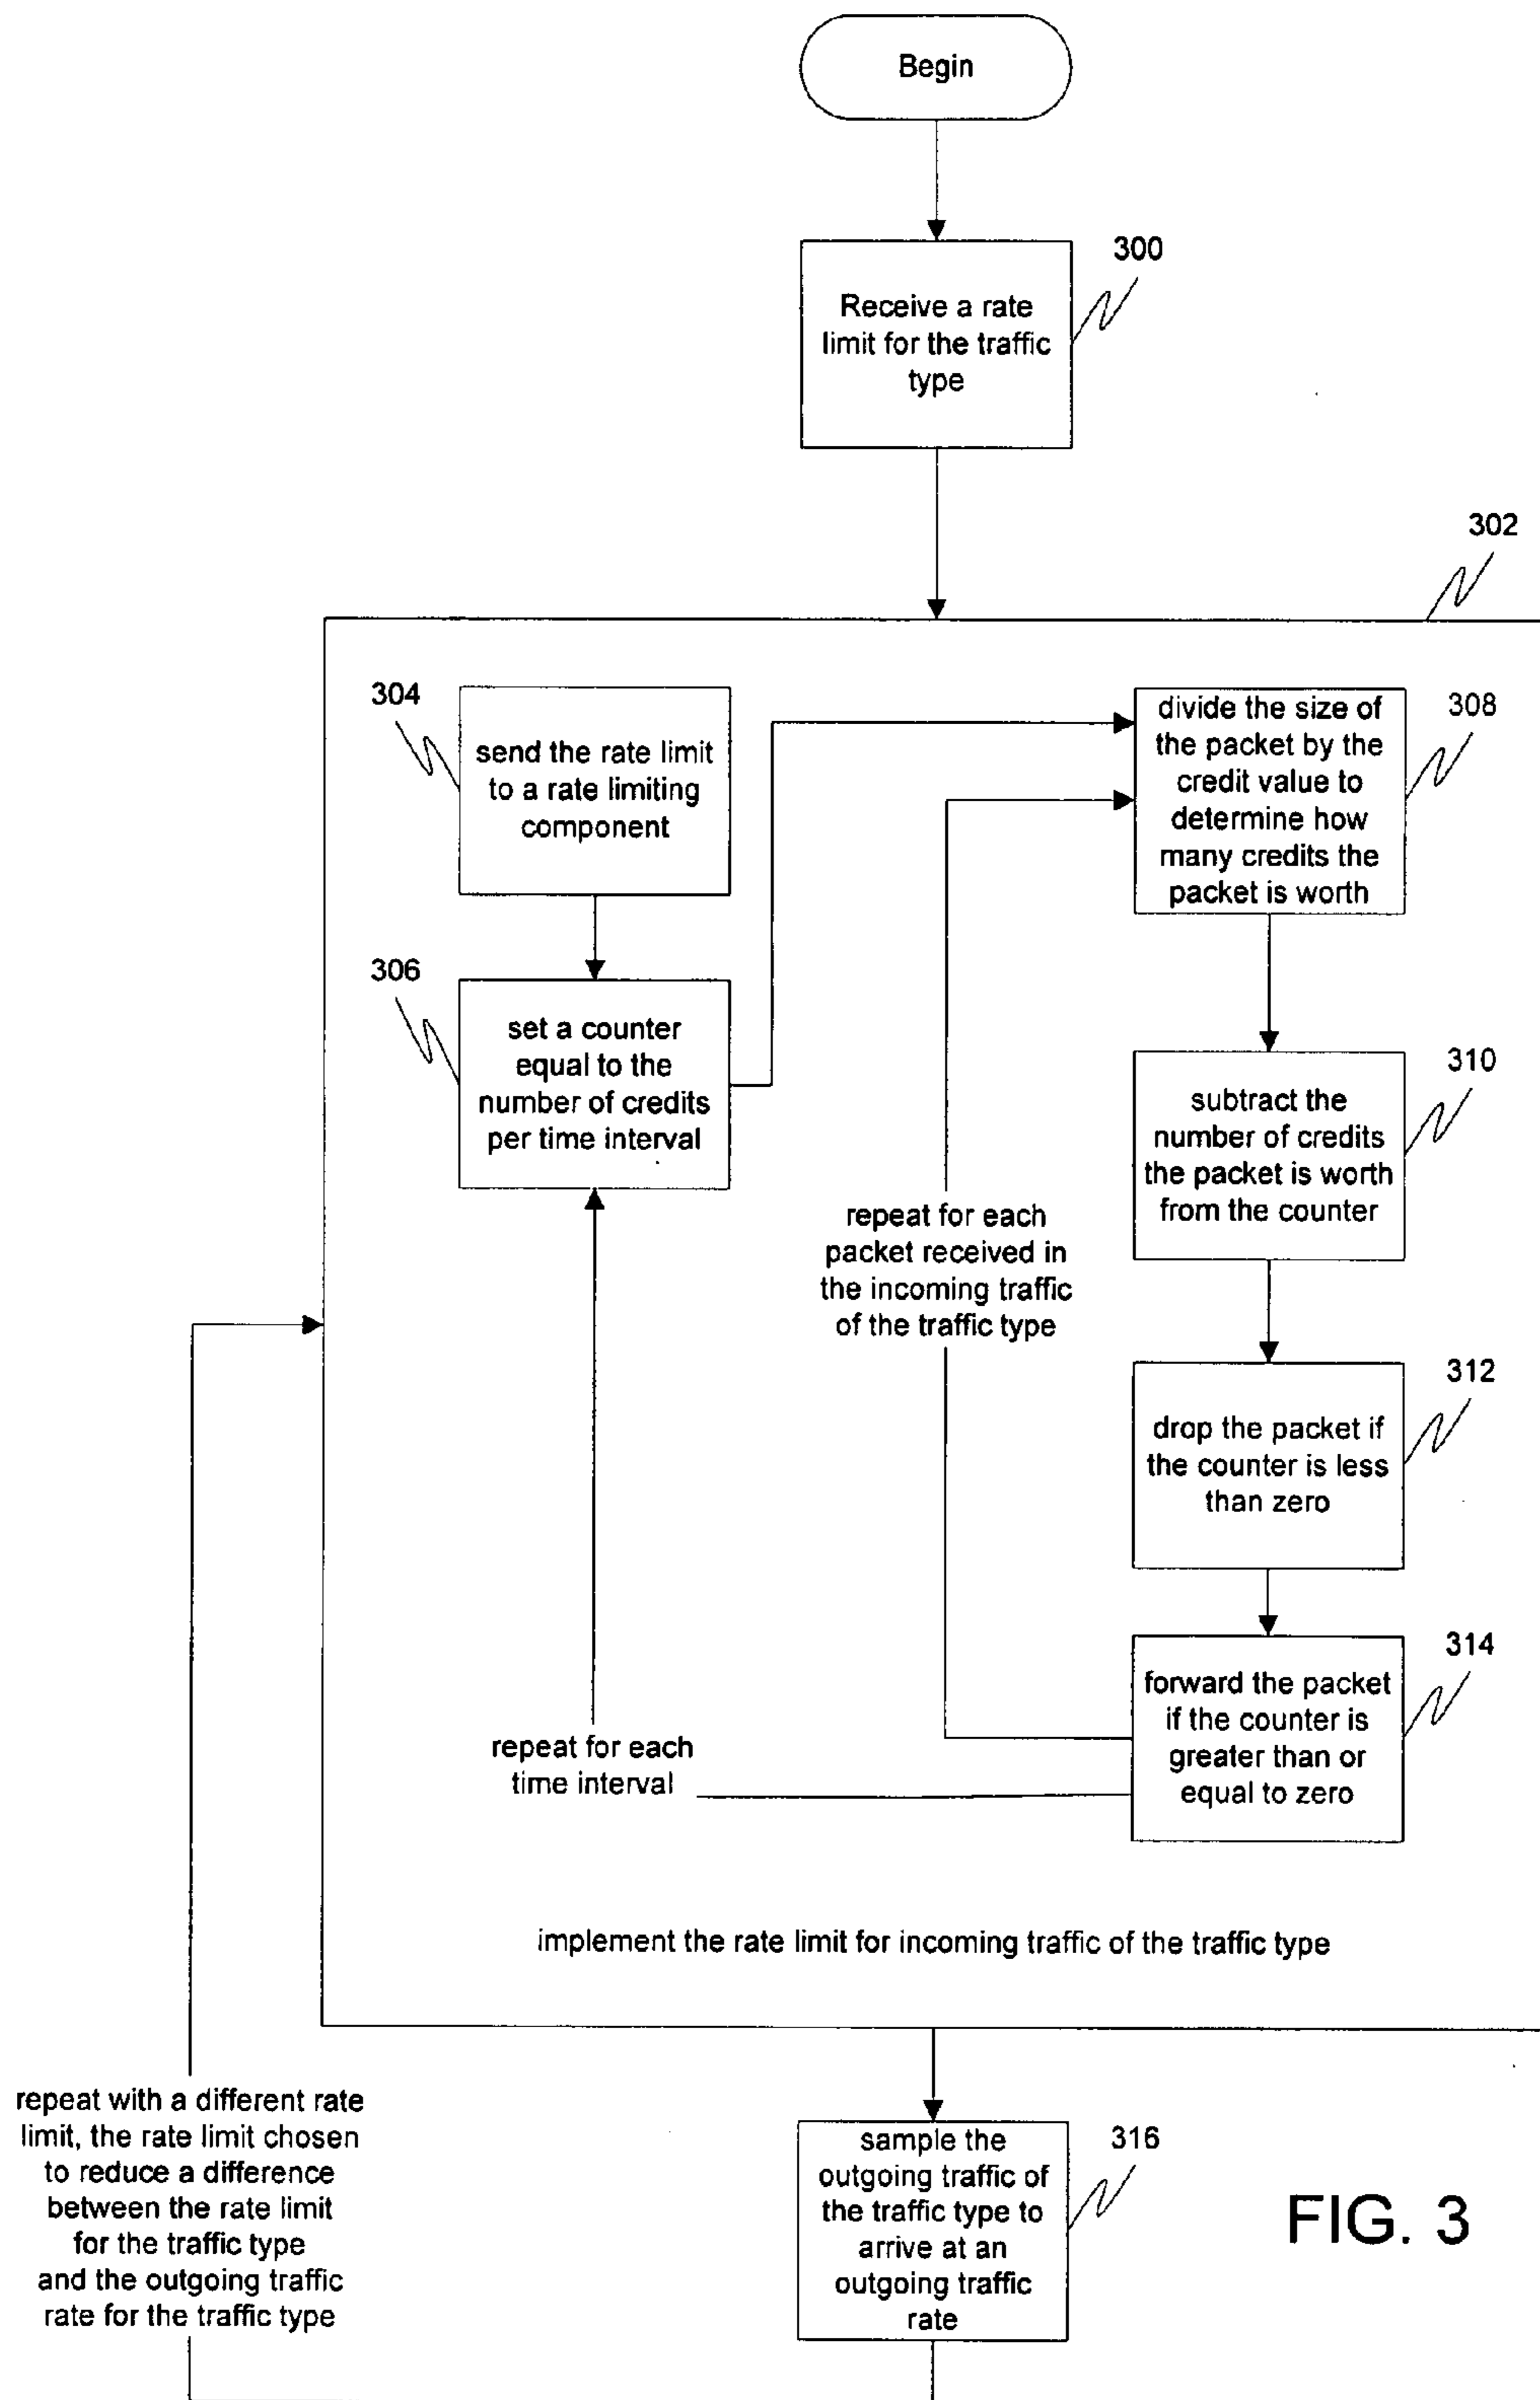 Begin
300
Receive a rate
limit for the traffic
type
302
304
send the rate limit
to a rate limiting
component
306
set a counter
equal to the
number of credits
per time interval
308
divide the size of
the packet by the
credit value to
determine how
many credits the
packet is worth
310
subtract the
number of credits
the packet is worth
from the counter
repeat for each
packet received in
the incoming traffic
of the traffic type
312
drop the packet if
the counter is less
than zero
314
forward the packet
if the counter is
greater than or
equal to zero
repeat for each
time interval
implement the rate limit for incoming traffic of the traffic type
repeat with a different rate
limit, the rate limit chosen
to reduce a difference
between the rate limit
for the traffic type
and the outgoing traffic
rate for the traffic type
316
sample the
outgoing traffic of
the traffic type to
arrive at an
outgoing traffic
rate
FIG. 3